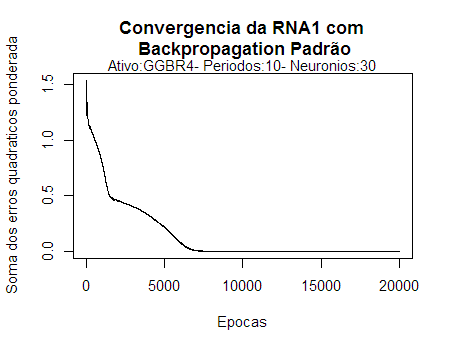 Convergencia da RNA1 com
Backpropagation Padrão
Ativo:GGBR4- Periodos:10- Neuronios:30
Soma dos erros quadraticos ponderada
1.5
1.0
0.5
0.0
0 5000 10000 15000 20000
Epocas